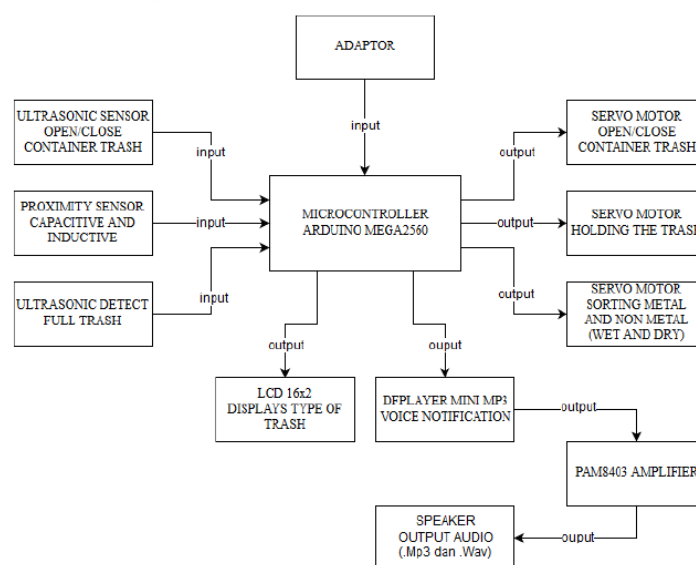 ADAPTOR
input
ULTRASONIC SENSOR
OPEN/CLOSE
CONTAINER TRASH
input
SERVO MOTOR
OPEN/CLOSE
CONTAINER TRASH
output
PROXIMITY SENSOR
CAPACITIVE AND
INDUCTIVE
input
MICROCONTROLLER
ARDUINO MEGA2560
output
SERVO MOTOR
HOLDING THE TRASH
ULTRASONIC DETECT
FULL TRASH
input
output
SERVO MOTOR
SORTING METAL
AND NON METAL
(WET AND DRY)
output
ouput
LCD 16x2
DISPLAYS TYPE OF
TRASH
DFPLAYER MINI MP3
VOICE NOTIFICATION
output
PAM8403 AMPLIFIER
SPEAKER
OUTPUT AUDIO
(.Mp3 dan .Wav)
ouput